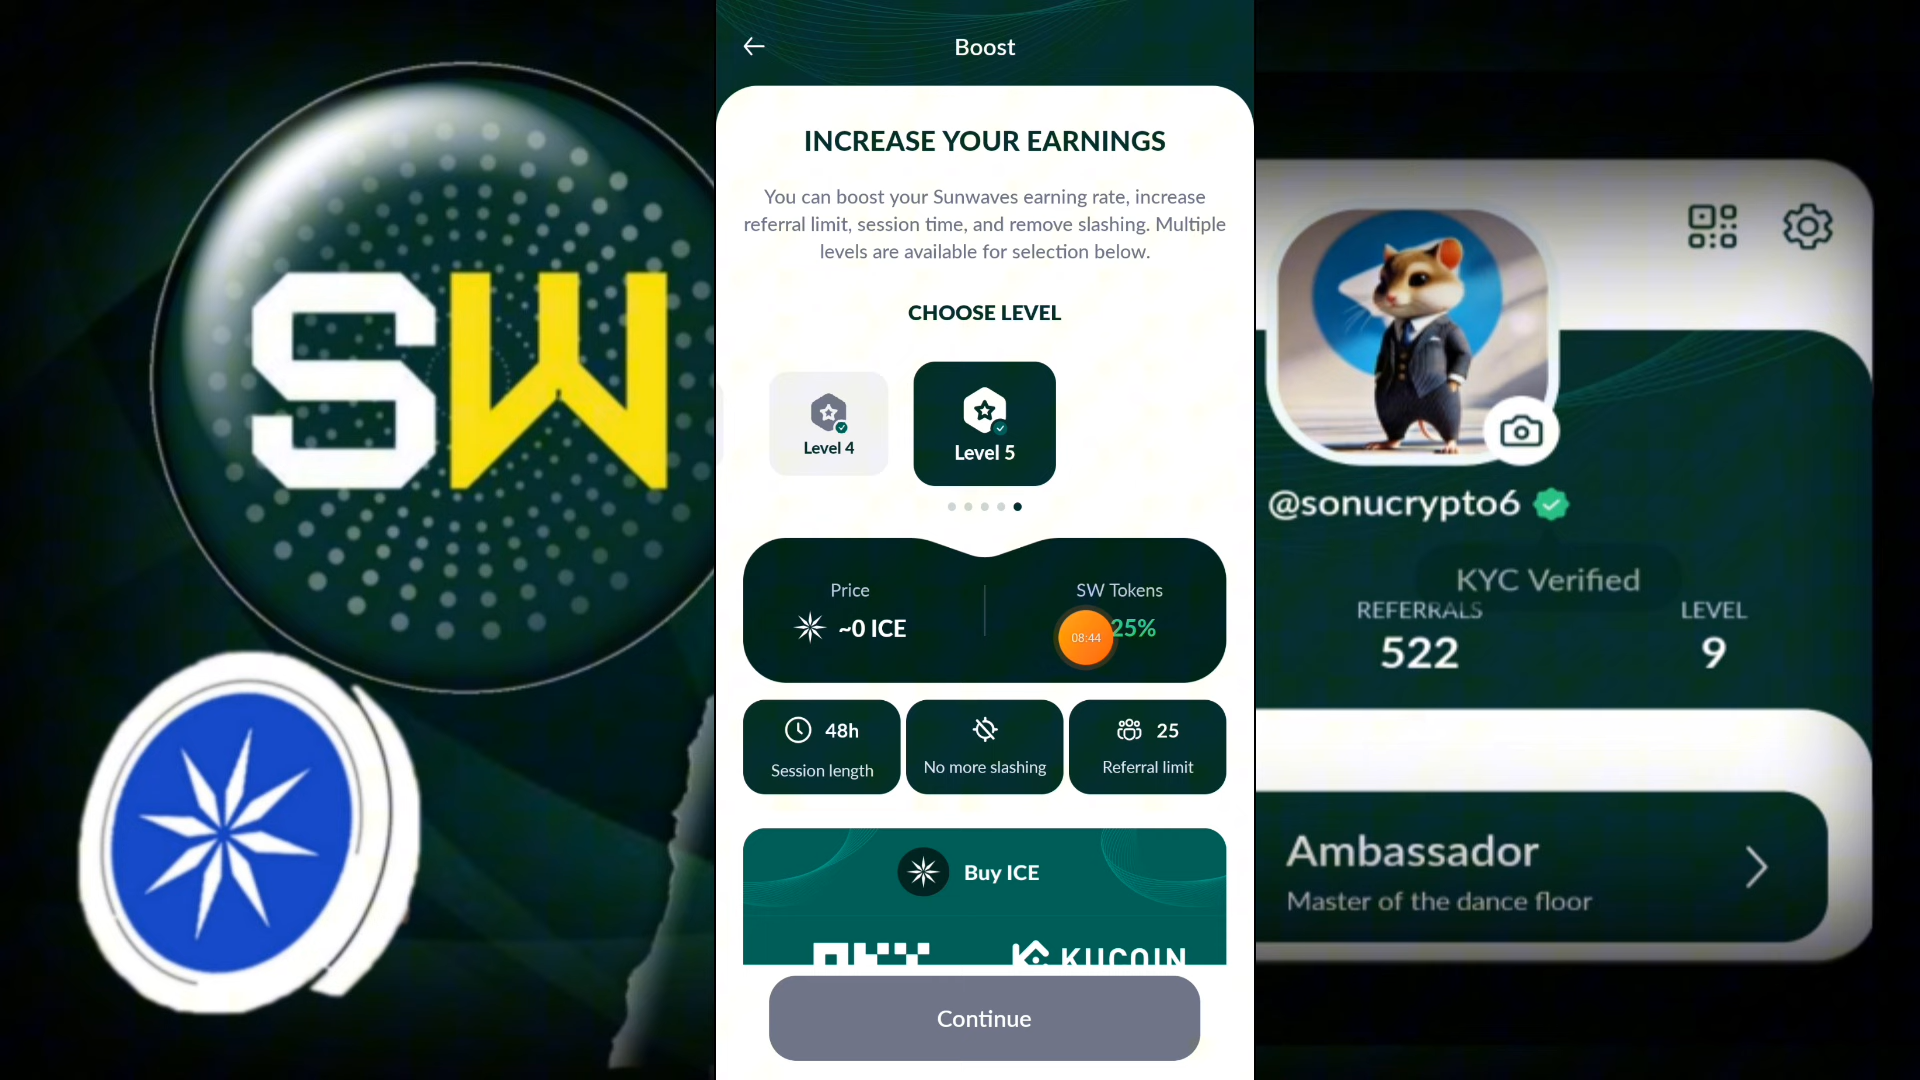 SW
Boost
INCREASE YOUR EARNINGS
You can boost your Sunwaves earning rate, increase
referral limit, session time, and remove slashing. Multiple
levels are available for selection below.
CHOOSE LEVEL
Level 4
Level 5
Price
SW Tokens
~0 ICE
08:44
25%
48h
Session length
No more slashing
25
Referral limit
Buy ICE
KUCOIN
Continue
@sonucrypto6
KYC Verified
REFERRALS
LEVEL
522
9
Ambassador
Master of the dance floor